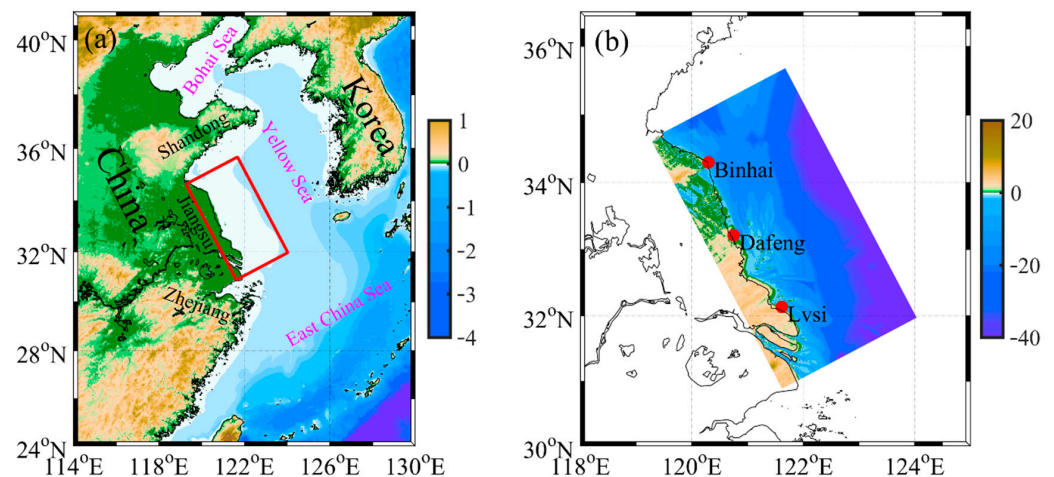 (a)
40°N
36°N
32°N
28°N
24°N
114°E
118°E
122°E
126°E
130°E
Bohai Sea
Korea
Shandong
Yellow Sea
China
Jiangsu
Zhejiang
East China Sea
1
0
-1
-2
-3
-4
(b)
36°N
34°N
32°N
30°N
118°E
120°E
122°E
124°E
Binhai
Dafeng
Lvsi
20
0
-20
-40